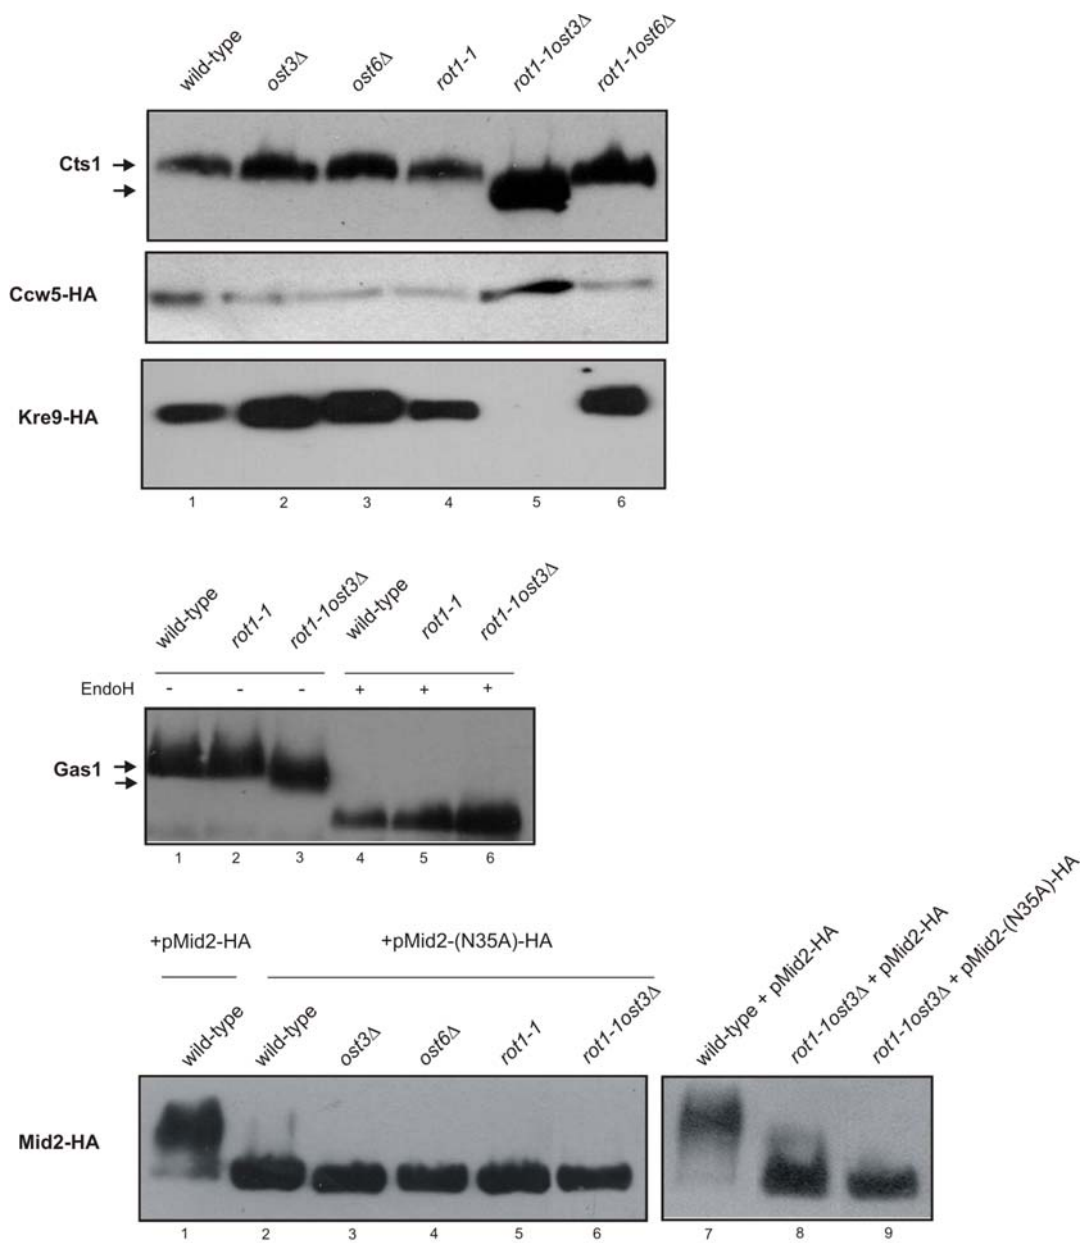 wild-type ost3Δ ost6Δ rot1-1 rot1-1ost3Δ rot1-1ost6Δ
Cts1
Ccw5-HA
Kre9-HA
1 2 3 4 5 6
wild-type rot1-1 rot1-1ost3Δ wild-type rot1-1 rot1-1ost3Δ
EndoH - - - + + +
Gas1
1 2 3 4 5 6
+pMid2-HA +pMid2-(N35A)-HA
wild-type wild-type ost3Δ ost6Δ rot1-1 rot1-1ost3Δ wild-type + pMid2-HA rot1-1ost3Δ + pMid2-HA rot1-1ost3Δ + pMid2-(N35A)-HA
Mid2-HA
1 2 3 4 5 6 7 8 9